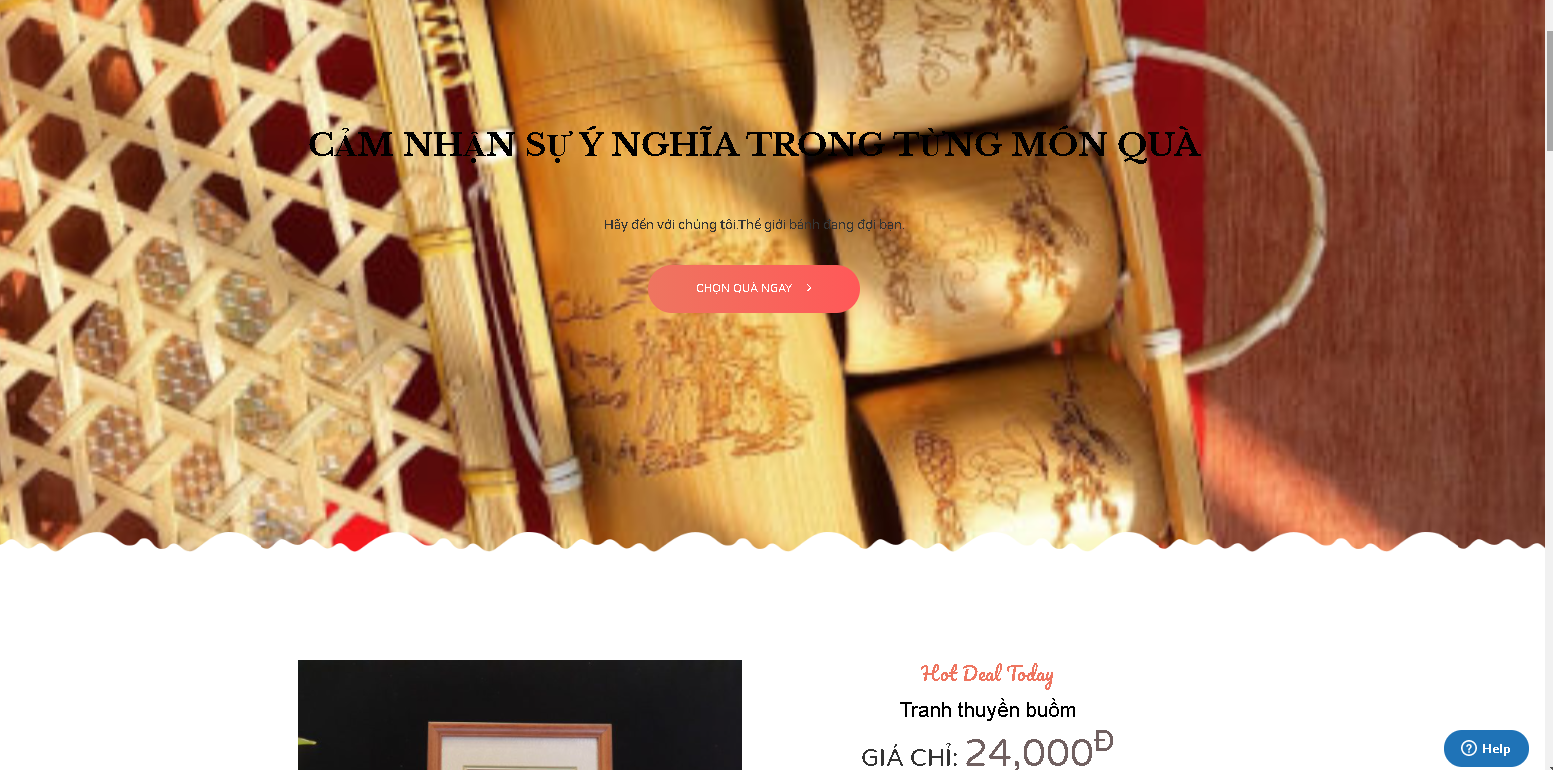 CẢM NHẬN SỰ Ý NGHĨA TRONG TỪNG MÓN QUÀ
Hãy đến với chúng tôi.Thế giới bánh đang đợi bạn.
CHỌN QUÀ NGAY
Hot Deal Today
Tranh thuyền buồm
GIÁ CHỈ: 24,000Đ
Help